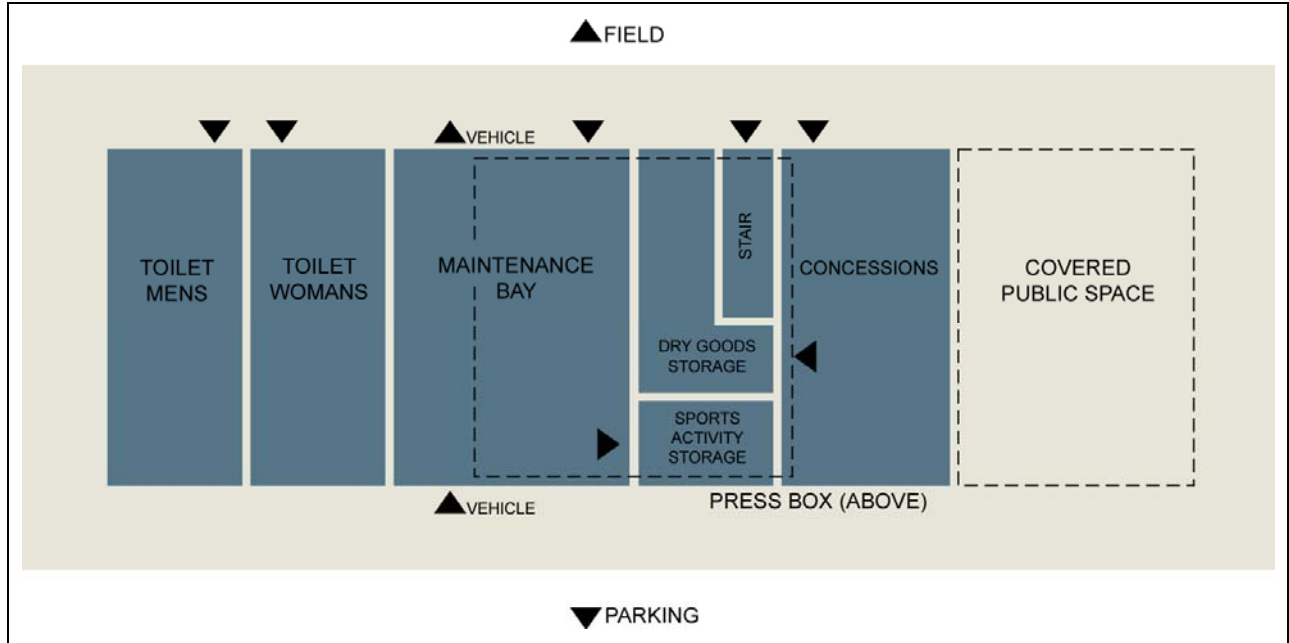 FIELD
VEHICLE
TOILET
MENS
TOILET
WOMANS
MAINTENANCE
BAY
STAIR
CONCESSIONS
COVERED
PUBLIC SPACE
DRY GOODS
STORAGE
SPORTS
ACTIVITY
STORAGE
VEHICLE
PRESS BOX (ABOVE)
PARKING